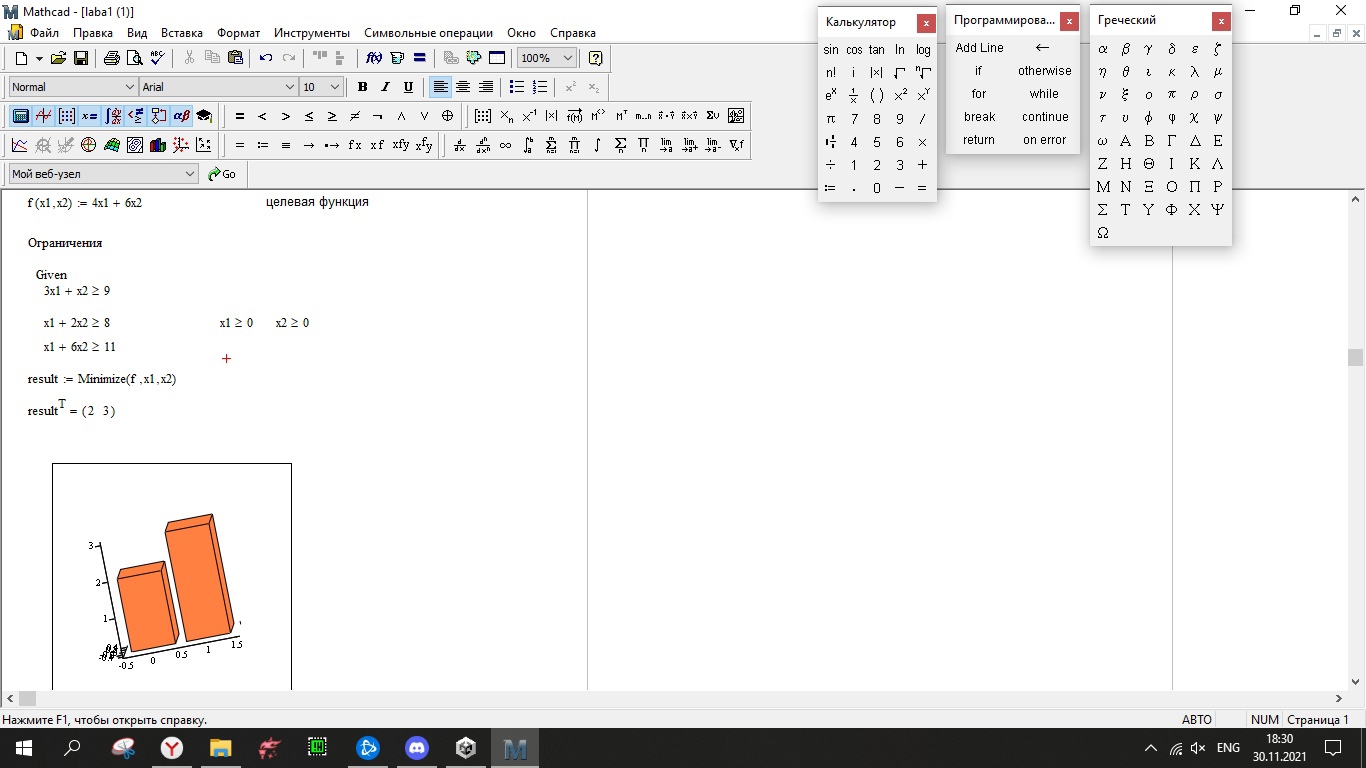 Mathcad - [laba1 (1)]
Файл Правка Вид Вставка Формат Инструменты Символьные операции Окно Справка
100%
Normal Arial 10 B I U
Мой веб-узел Go
Калькулятор x
sin cos tan ln log
n! i |×| √ ⁿ√
eˣ 1/x ( ) x² xʸ
π 7 8 9 /
4 5 6 ×
÷ 1 2 3 +
:= . 0 − =
Программирова... x
Add Line ←
if otherwise
for while
break continue
return on error
Греческий x
α β γ δ ε ζ
η θ ι κ λ μ
ν ξ ο π ρ σ
τ υ ϕ φ χ ψ
ω Α Β Γ Δ Ε
Ζ Η Θ Ι Κ Λ
Μ Ν Ξ Ο Π Ρ
Σ Τ Υ Φ Χ Ψ
Ω
f(x1,x2) := 4x1 + 6x2 целевая функция
Ограничения
Given
3x1 + x2 ≥ 9
x1 + 2x2 ≥ 8 x1 ≥ 0 x2 ≥ 0
x1 + 6x2 ≥ 11
result := Minimize(f ,x1,x2)
resultᵀ = (2 3)
3
2
1
-0.5 0 0.5 1 1.5
Нажмите F1, чтобы открыть справку. АВТО NUM Страница 1
ENG 18:30
30.11.2021